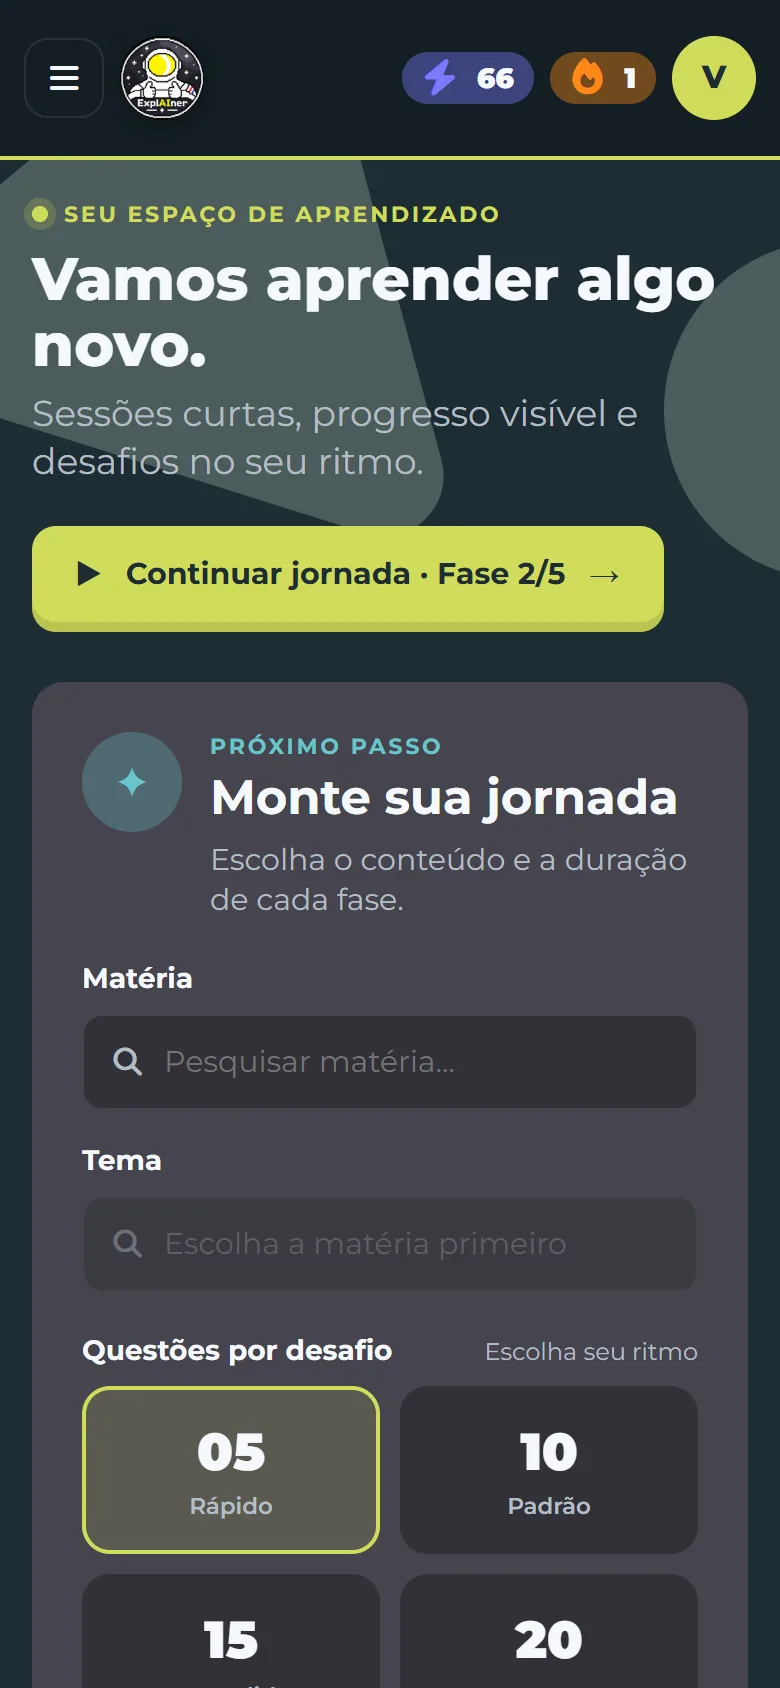 ExplAIner
66
1
V
SEU ESPAÇO DE APRENDIZADO
Vamos aprender algo
novo.
Sessões curtas, progresso visível e
desafios no seu ritmo.
Continuar jornada · Fase 2/5 →
PRÓXIMO PASSO
Monte sua jornada
Escolha o conteúdo e a duração
de cada fase.
Matéria
Pesquisar matéria...
Tema
Escolha a matéria primeiro
Questões por desafio
Escolha seu ritmo
05
Rápido
10
Padrão
15
20